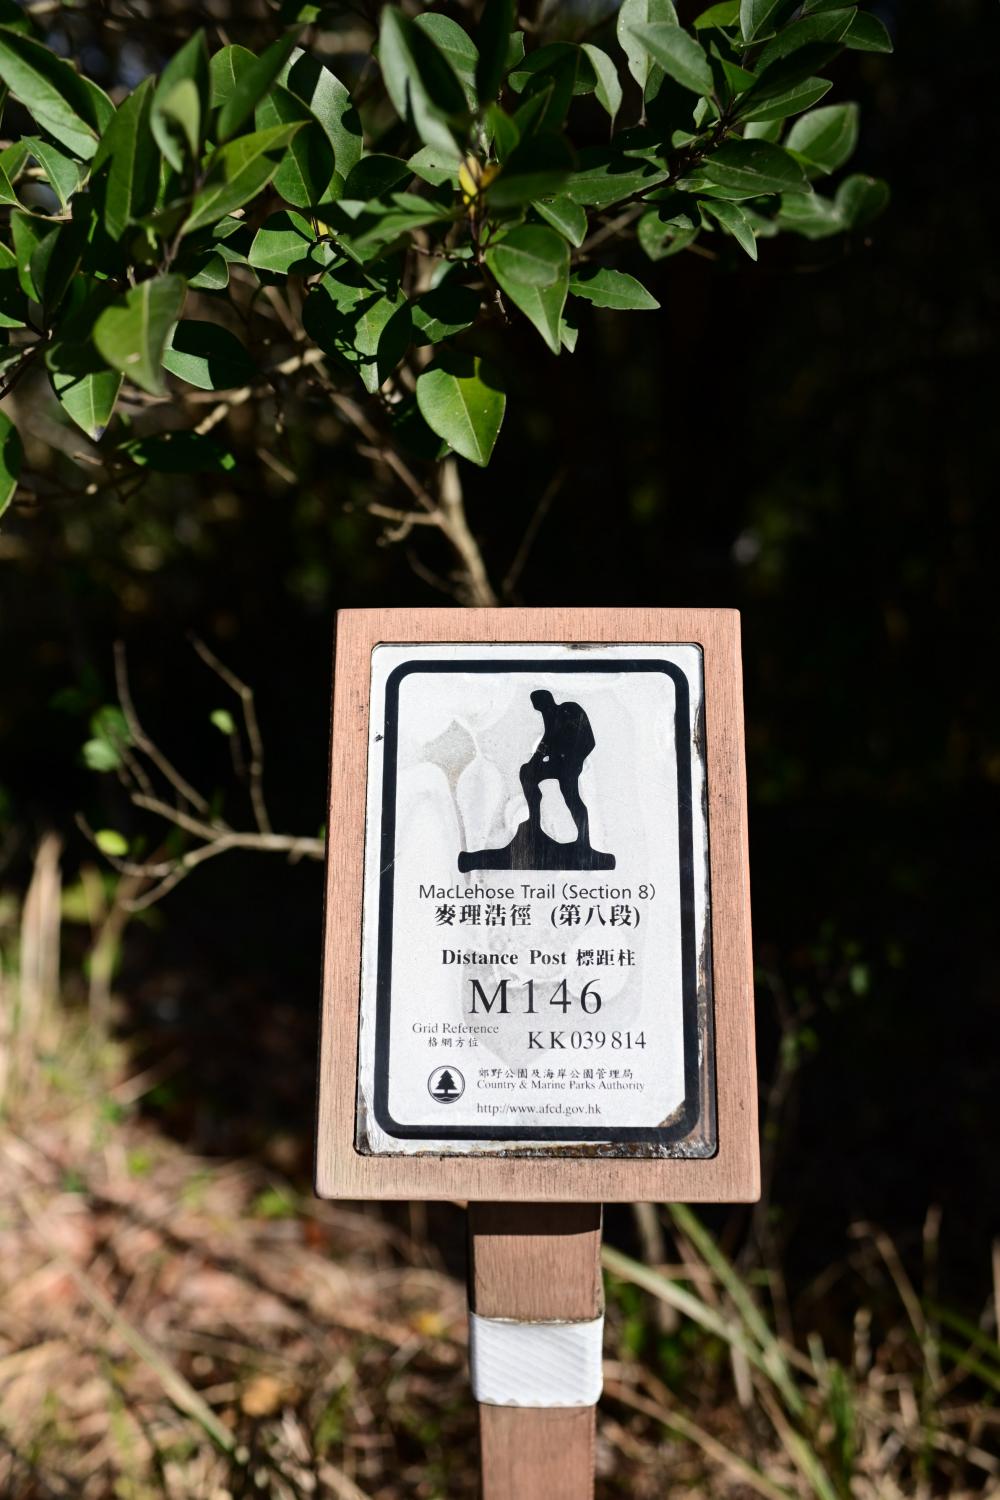 MacLehose Trail (Section 8)
麥理浩徑 (第八段)
Distance Post 標距柱
M146
Grid Reference
格網方位
KK039814
郊野公園及海岸公園管理局
Country & Marine Parks Authority
http://www.afcd.gov.hk